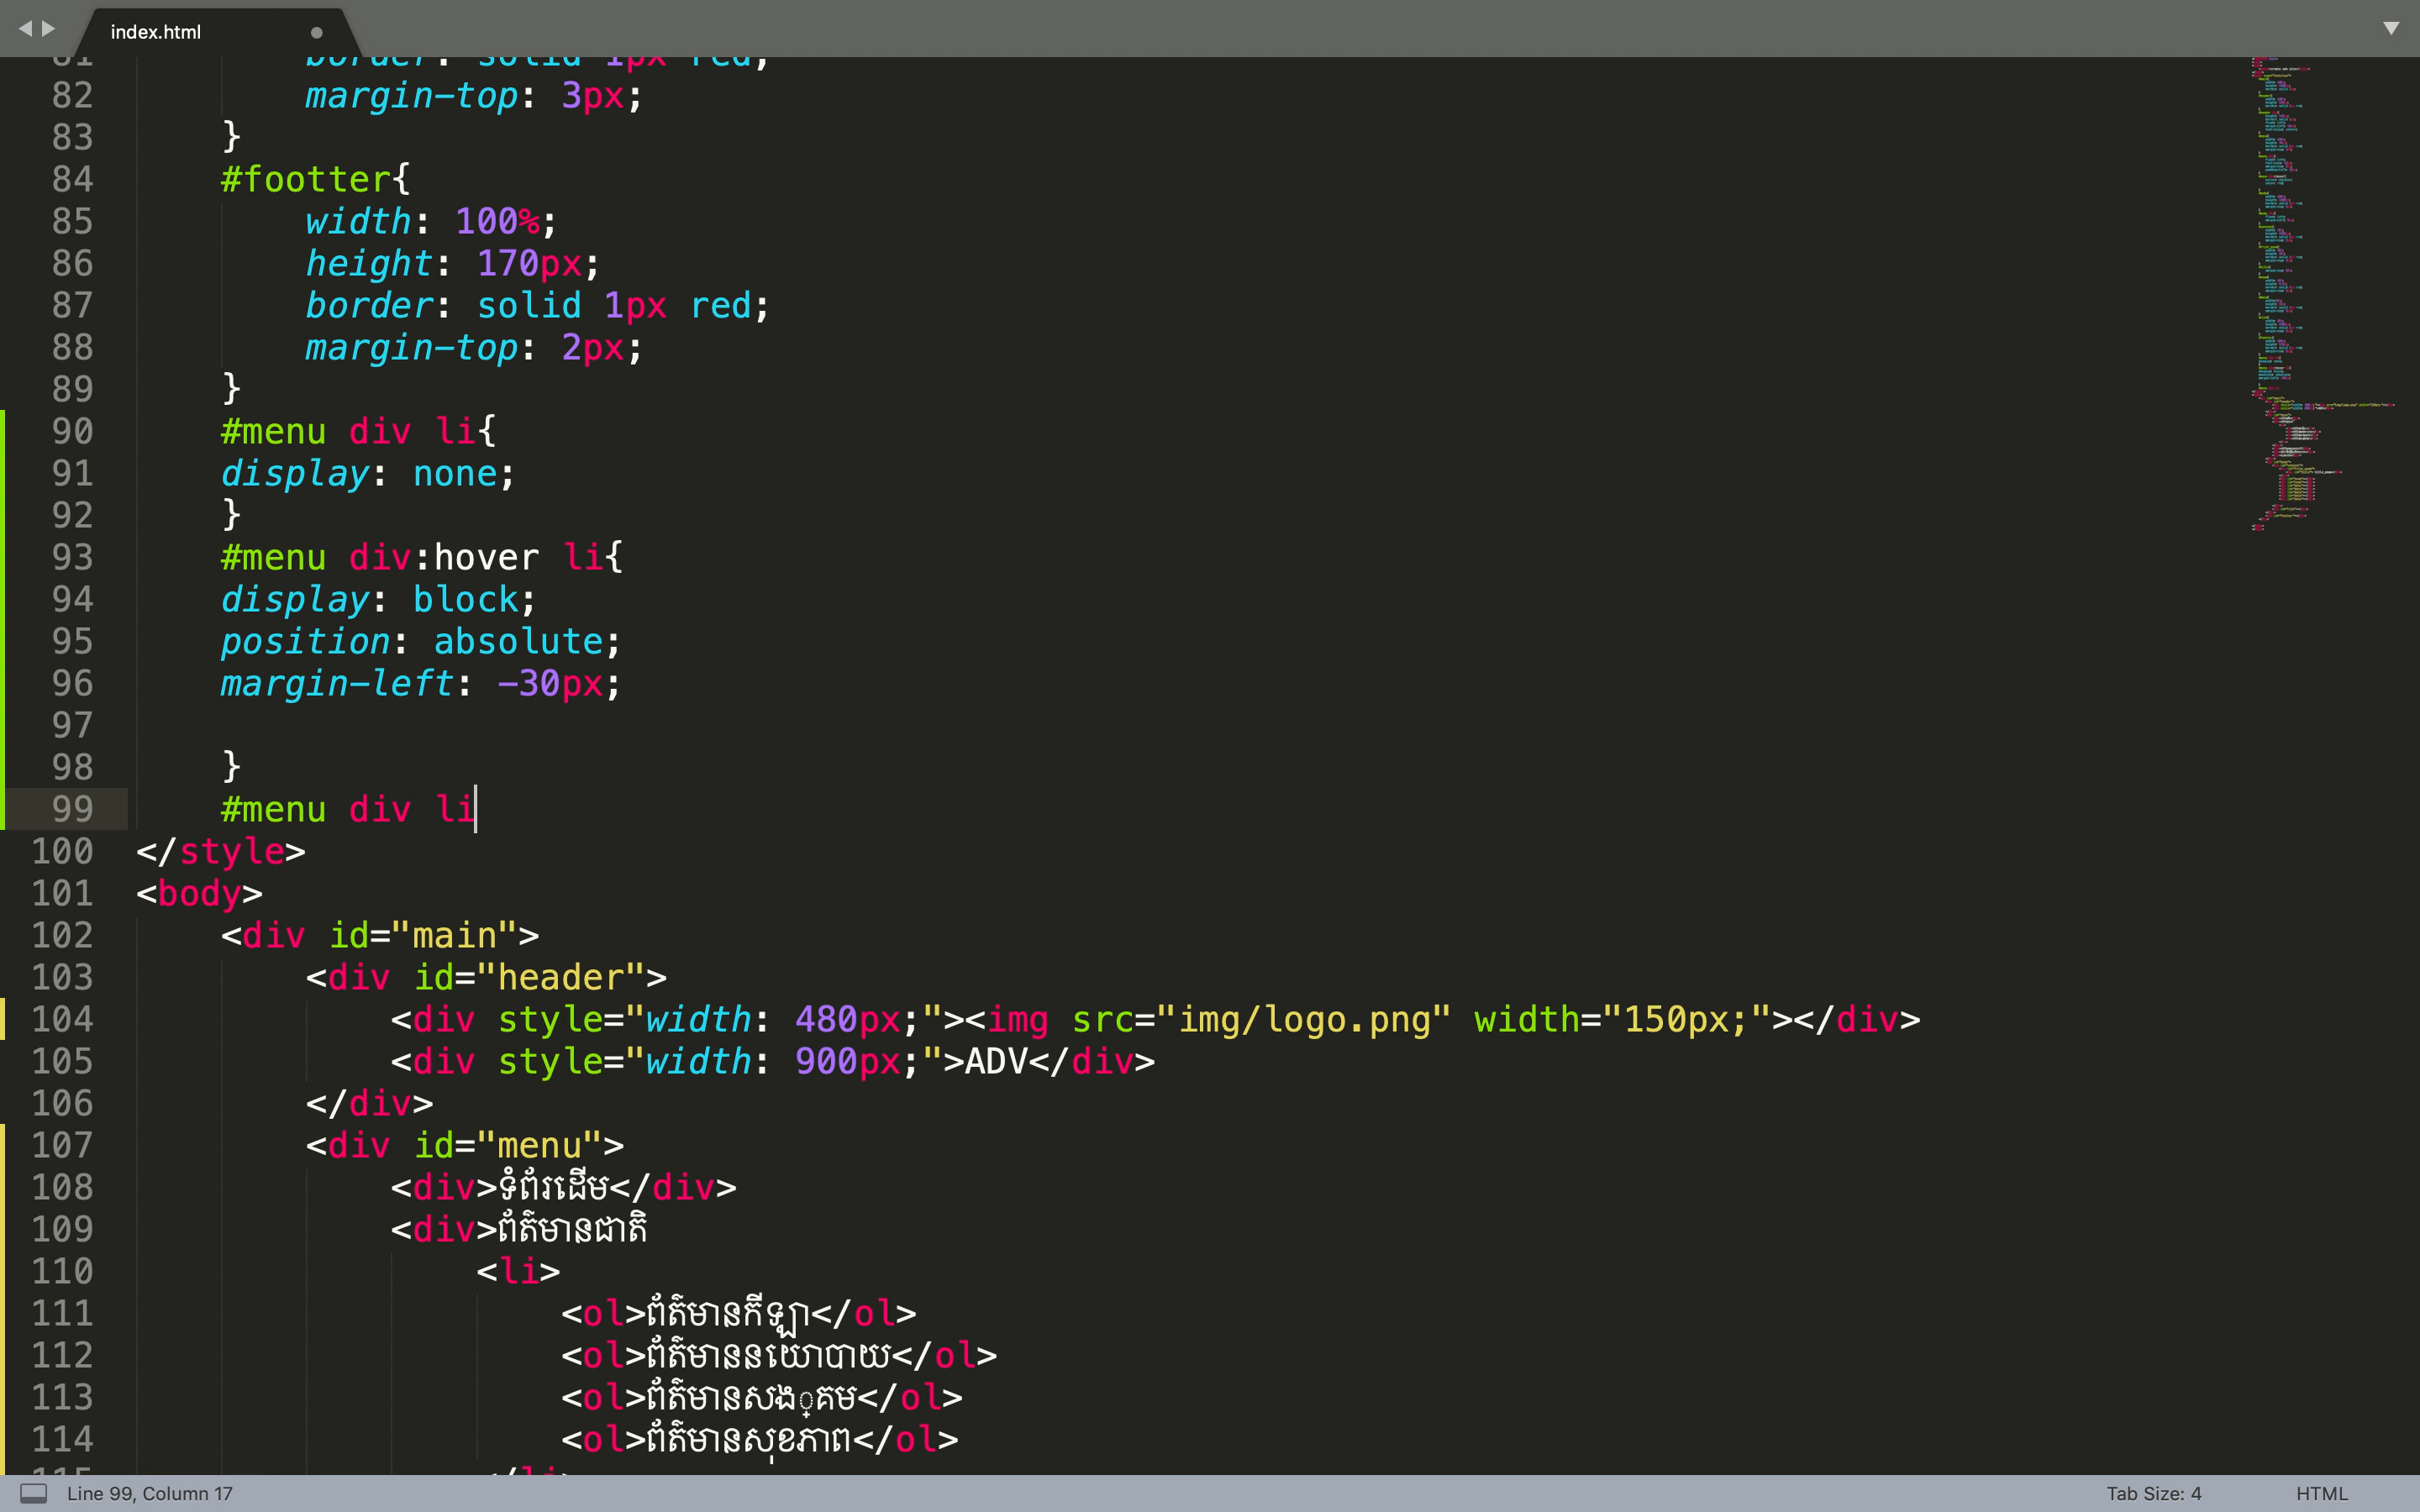 index.html
81 border: solid 1px red;
82 margin-top: 3px;
83 }
84 #footter{
85 width: 100%;
86 height: 170px;
87 border: solid 1px red;
88 margin-top: 2px;
89 }
90 #menu div li{
91 display: none;
92 }
93 #menu div:hover li{
94 display: block;
95 position: absolute;
96 margin-left: -30px;
97
98 }
99 #menu div li
100 </style>
101 <body>
102 <div id="main">
103 <div id="header">
104 <div style="width: 480px;"><img src="img/logo.png" width="150px;"></div>
105 <div style="width: 900px;">ADV</div>
106 </div>
107 <div id="menu">
108 <div>ទំព័រដើម</div>
109 <div>ព័ត៌មានជាតិ
110 <li>
111 <ol>ព័ត៌មានកីឡា</ol>
112 <ol>ព័ត៌មាននយោបាយ</ol>
113 <ol>ព័ត៌មានសង្គម</ol>
114 <ol>ព័ត៌មានសុខភាព</ol>
115 </li>
Line 99, Column 17
Tab Size: 4
HTML